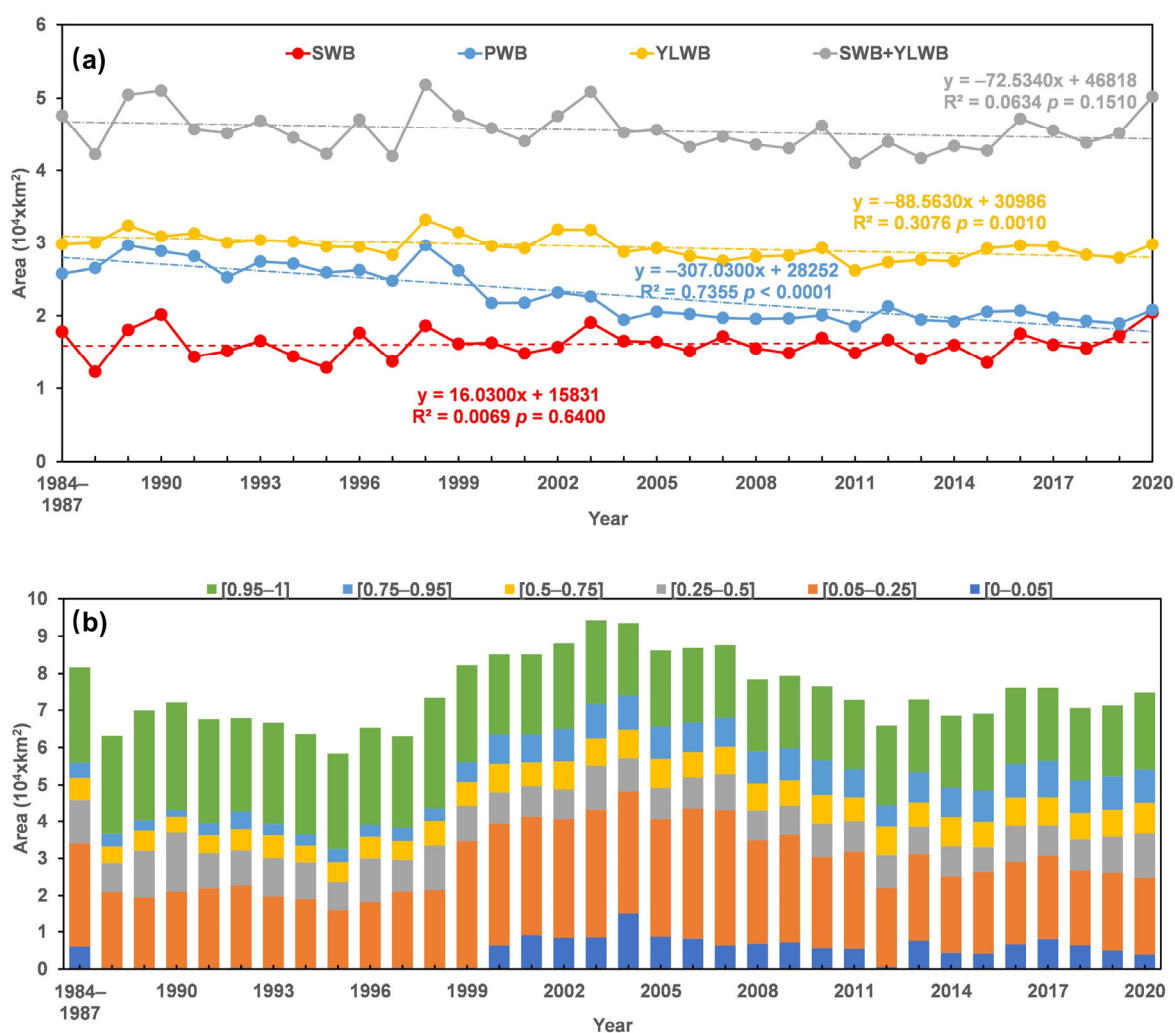 6
(a)
SWB PWB YLWB SWB+YLWB
y = –72.5340x + 46818
R² = 0.0634 p = 0.1510
5
4
y = –88.5630x + 30986
R² = 0.3076 p = 0.0010
3
y = –307.0300x + 28252
R² = 0.7355 p < 0.0001
2
1
y = 16.0300x + 15831
R² = 0.0069 p = 0.6400
0
Area (10⁴xkm²)
1984– 1990 1993 1996 1999 2002 2005 2008 2011 2014 2017 2020
1987
Year
[0.95–1] [0.75–0.95] [0.5–0.75] [0.25–0.5] [0.05–0.25] [0–0.05]
10
(b)
9
8
7
6
5
4
3
2
1
0
Area (10⁴xkm²)
1984– 1990 1993 1996 1999 2002 2005 2008 2011 2014 2017 2020
1987
Year